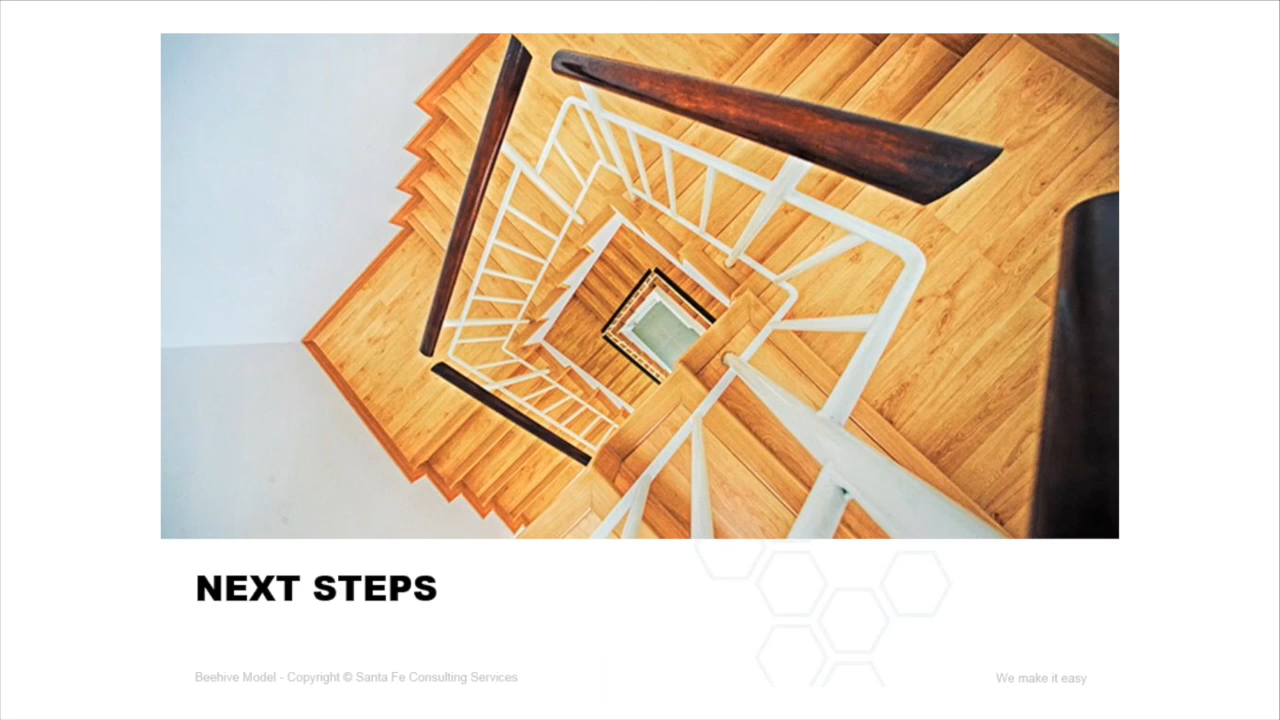 NEXT STEPS
Beehive Model - Copyright © Santa Fe Consulting Services
We make it easy